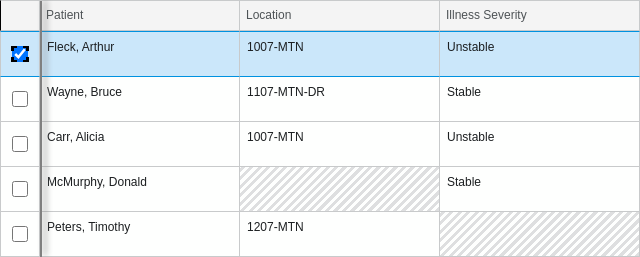 Patient Location Illness Severity
Fleck, Arthur 1007-MTN Unstable
Wayne, Bruce 1107-MTN-DR Stable
Carr, Alicia 1007-MTN Unstable
McMurphy, Donald Stable
Peters, Timothy 1207-MTN